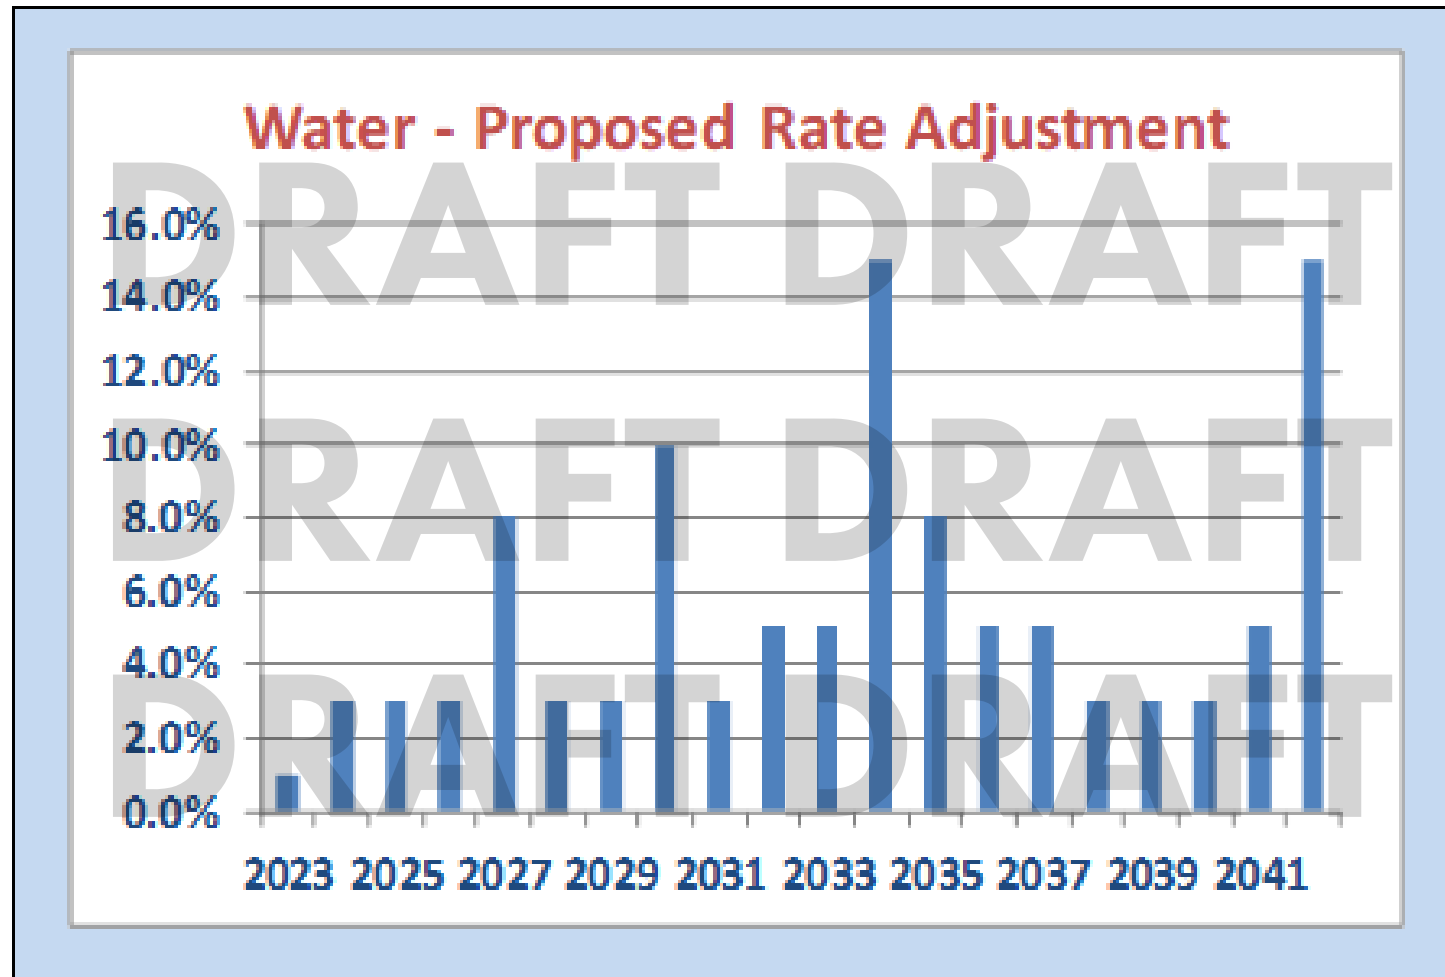 Water - Proposed Rate Adjustment
DRAFT DRAFT
16.0%
14.0%
12.0%
DRAFT DRAFT
10.0%
8.0%
6.0%
4.0%
DRAFT DRAFT
2.0%
0.0%
2023 2025 2027 2029 2031 2033 2035 2037 2039 2041